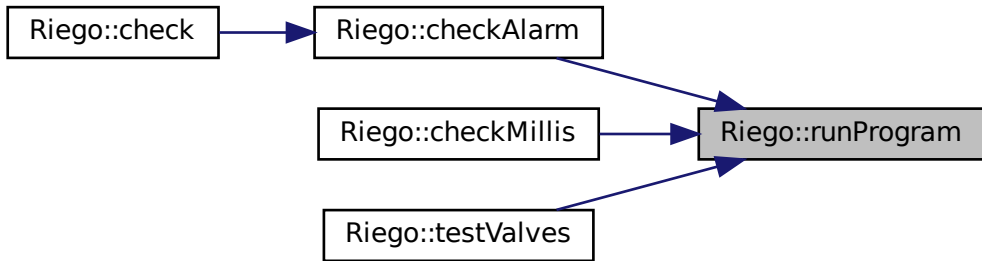 Riego::check
Riego::checkAlarm
Riego::checkMillis
Riego::runProgram
Riego::testValves